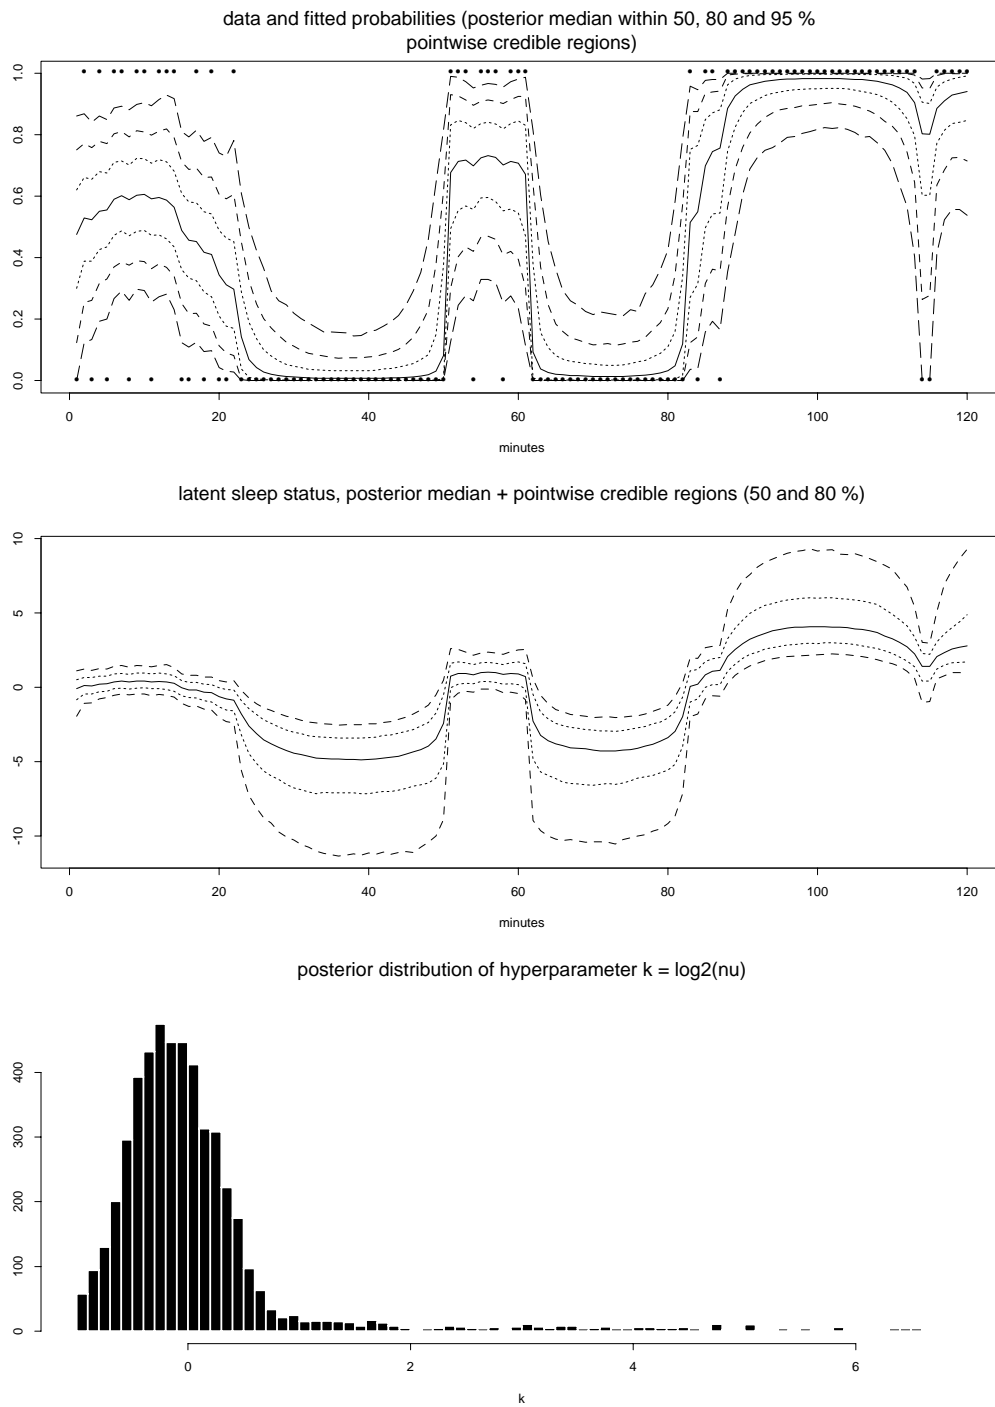 data and fitted probabilities (posterior median within 50, 80 and 95 %
pointwise credible regions)
1.0
0.8
0.6
0.4
0.2
0.0
0 20 40 60 80 100 120
minutes
latent sleep status, posterior median + pointwise credible regions (50 and 80 %)
10
5
0
-5
-10
0 20 40 60 80 100 120
minutes
posterior distribution of hyperparameter k = log2(nu)
400
300
200
100
0
0 2 4 6
k